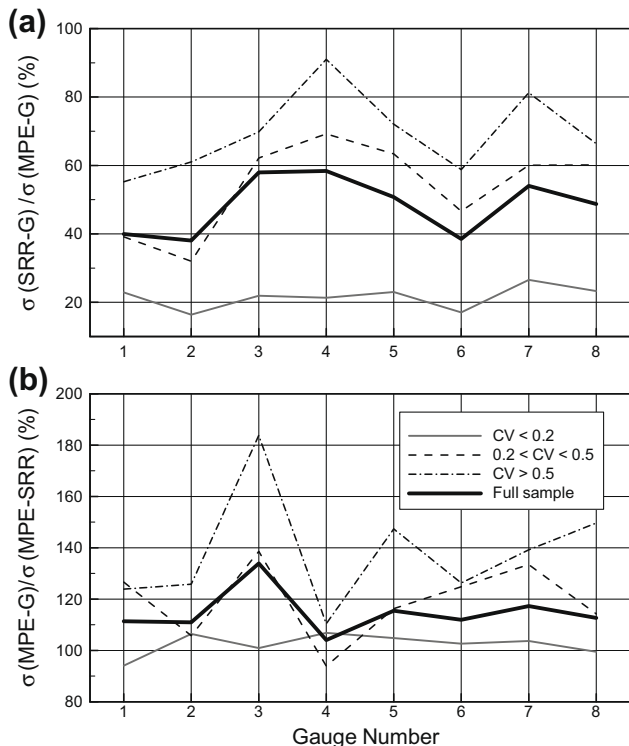 (a)
σ (SRR-G) / σ (MPE-G) (%)
100
80
60
40
20
1 2 3 4 5 6 7 8
(b)
σ (MPE-G)/ σ (MPE-SRR) (%)
200
180
160
140
120
100
80
CV < 0.2
0.2 < CV < 0.5
CV > 0.5
Full sample
1 2 3 4 5 6 7 8
Gauge Number